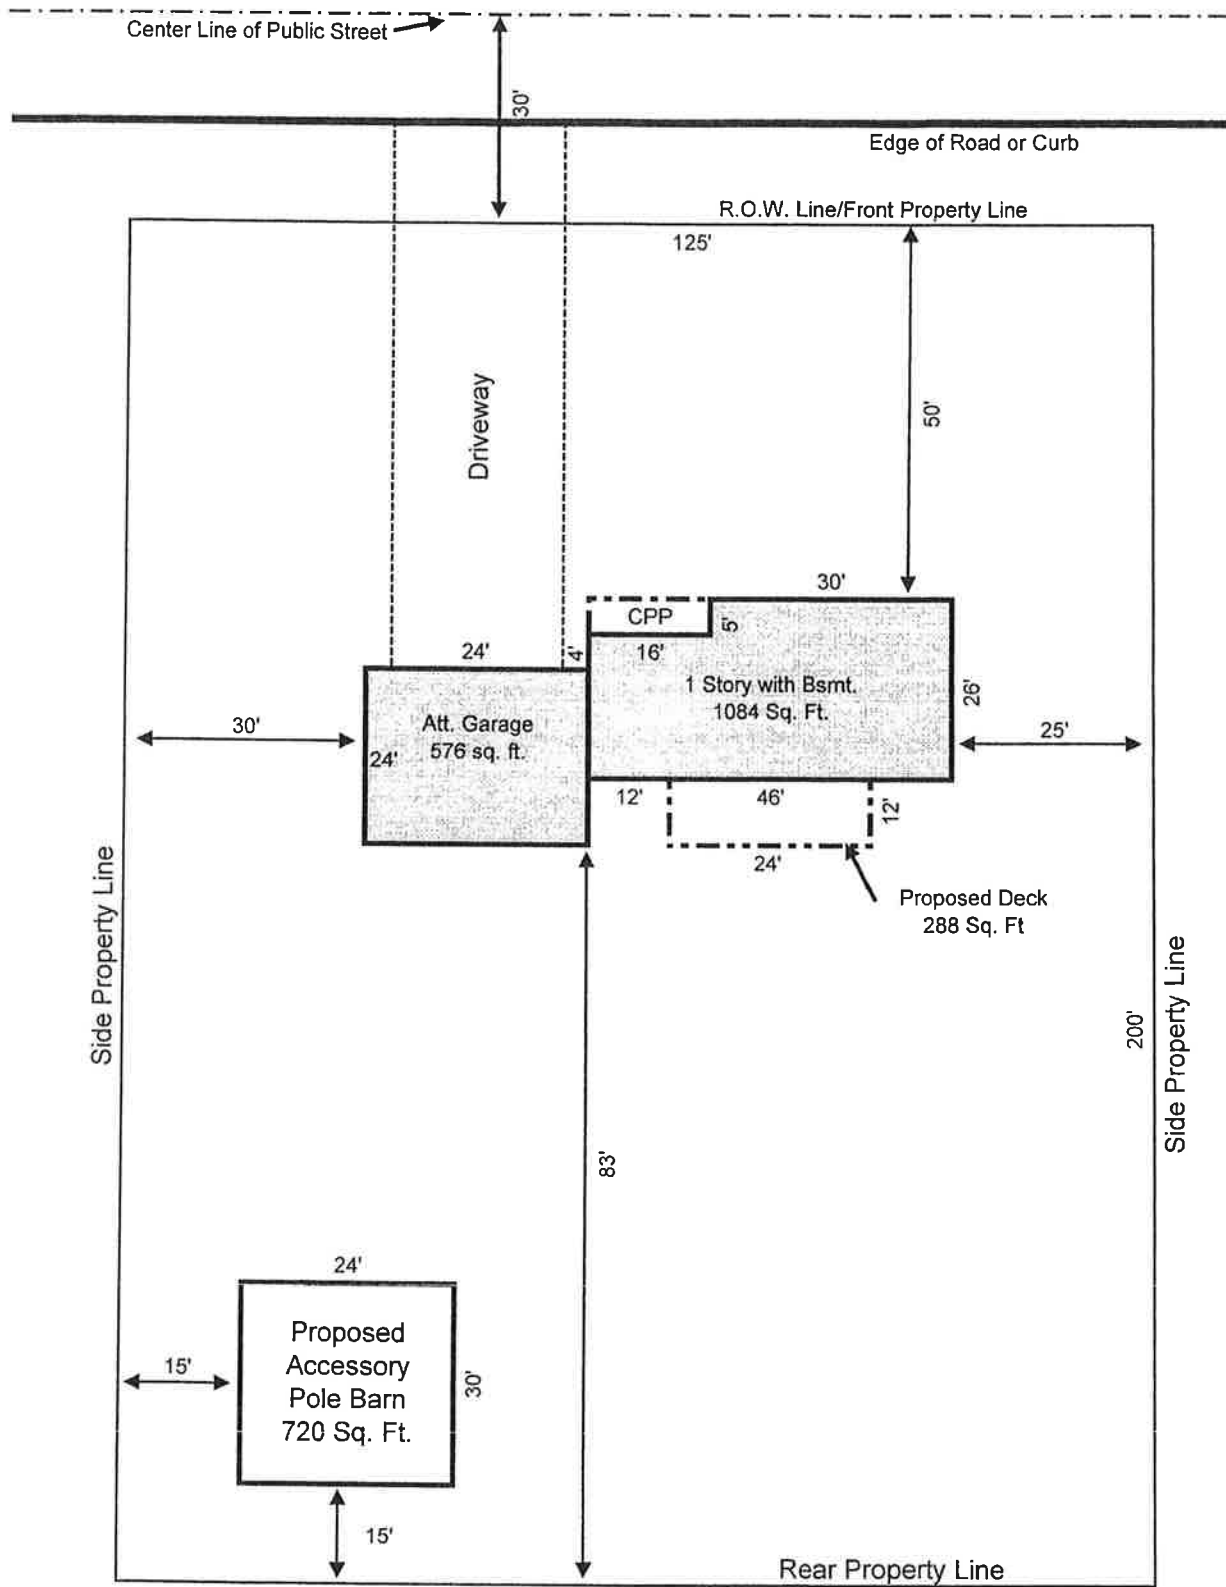 Center Line of Public Street
30'
Edge of Road or Curb
R.O.W. Line/Front Property Line
125'
Driveway
50'
30'
CPP
5'
24'
4'
16'
1 Story with Bsmt.
1084 Sq. Ft.
26'
Att. Garage
576 sq. ft.
30'
24'
25'
12'
46'
12'
24'
Proposed Deck
288 Sq. Ft
Side Property Line
Side Property Line
200'
83'
24'
Proposed
Accessory
Pole Barn
720 Sq. Ft.
15'
30'
15'
Rear Property Line